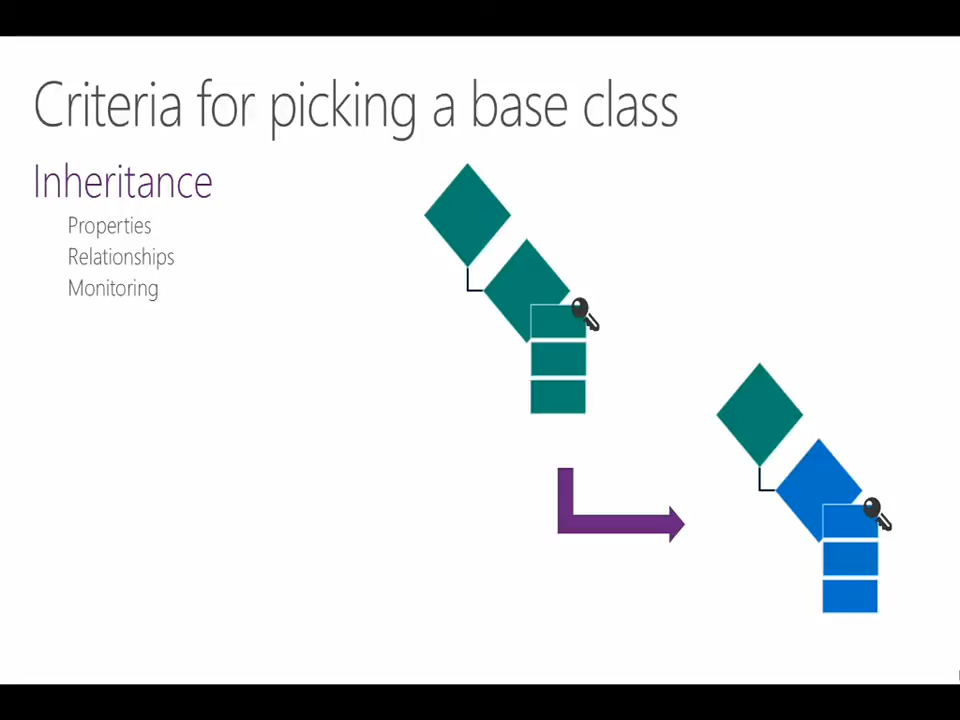 Criteria for picking a base class
Inheritance
Properties
Relationships
Monitoring